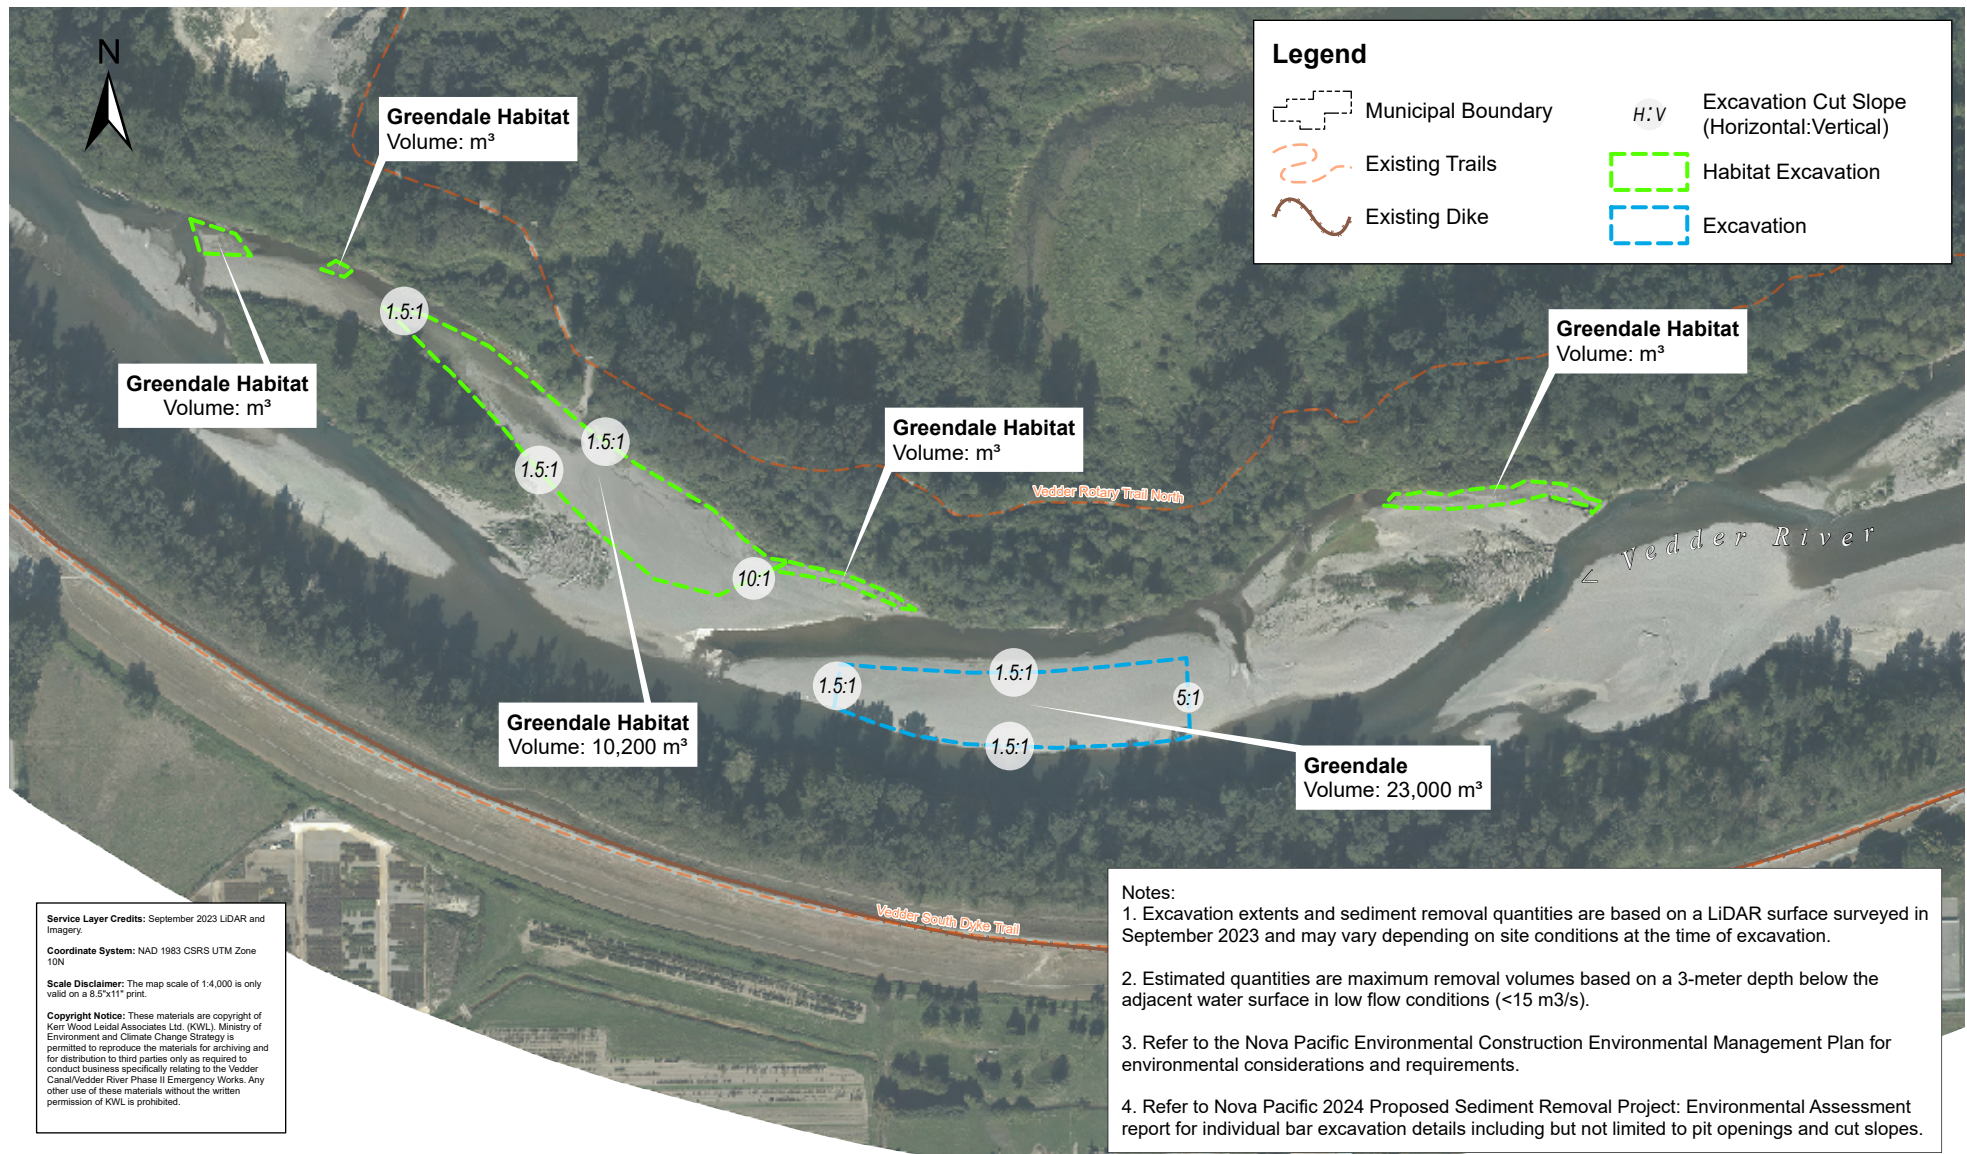 N
Greendale Habitat
Volume: m³
Legend
Municipal Boundary
Existing Trails
Existing Dike
H:V
Excavation Cut Slope
(Horizontal:Vertical)
Habitat Excavation
Excavation
1.5:1
Greendale Habitat
Volume: m³
Greendale Habitat
Volume: m³
Greendale Habitat
Volume: m³
1.5:1
1.5:1
Vedder Rotary Trail North
< Vedder River
10:1
1.5:1
1.5:1
5:1
1.5:1
Greendale Habitat
Volume: 10,200 m³
Greendale
Volume: 23,000 m³
Vedder South Dyke Trail
Service Layer Credits: September 2023 LiDAR and
Imagery.
Coordinate System: NAD 1983 CSRS UTM Zone
10N
Scale Disclaimer: The map scale of 1:4,000 is only
valid on a 8.5"x11" print.
Copyright Notice: These materials are copyright of
Kerr Wood Leidal Associates Ltd. (KWL). Ministry of
Environment and Climate Change Strategy is
permitted to reproduce the materials for archiving and
for distribution to third parties only as required to
conduct business specifically relating to the Vedder
Canal/Vedder River Phase II Emergency Works. Any
other use of these materials without the written
permission of KWL is prohibited.
Notes:
1. Excavation extents and sediment removal quantities are based on a LiDAR surface surveyed in
September 2023 and may vary depending on site conditions at the time of excavation.
2. Estimated quantities are maximum removal volumes based on a 3-meter depth below the
adjacent water surface in low flow conditions (<15 m3/s).
3. Refer to the Nova Pacific Environmental Construction Environmental Management Plan for
environmental considerations and requirements.
4. Refer to Nova Pacific 2024 Proposed Sediment Removal Project: Environmental Assessment
report for individual bar excavation details including but not limited to pit openings and cut slopes.